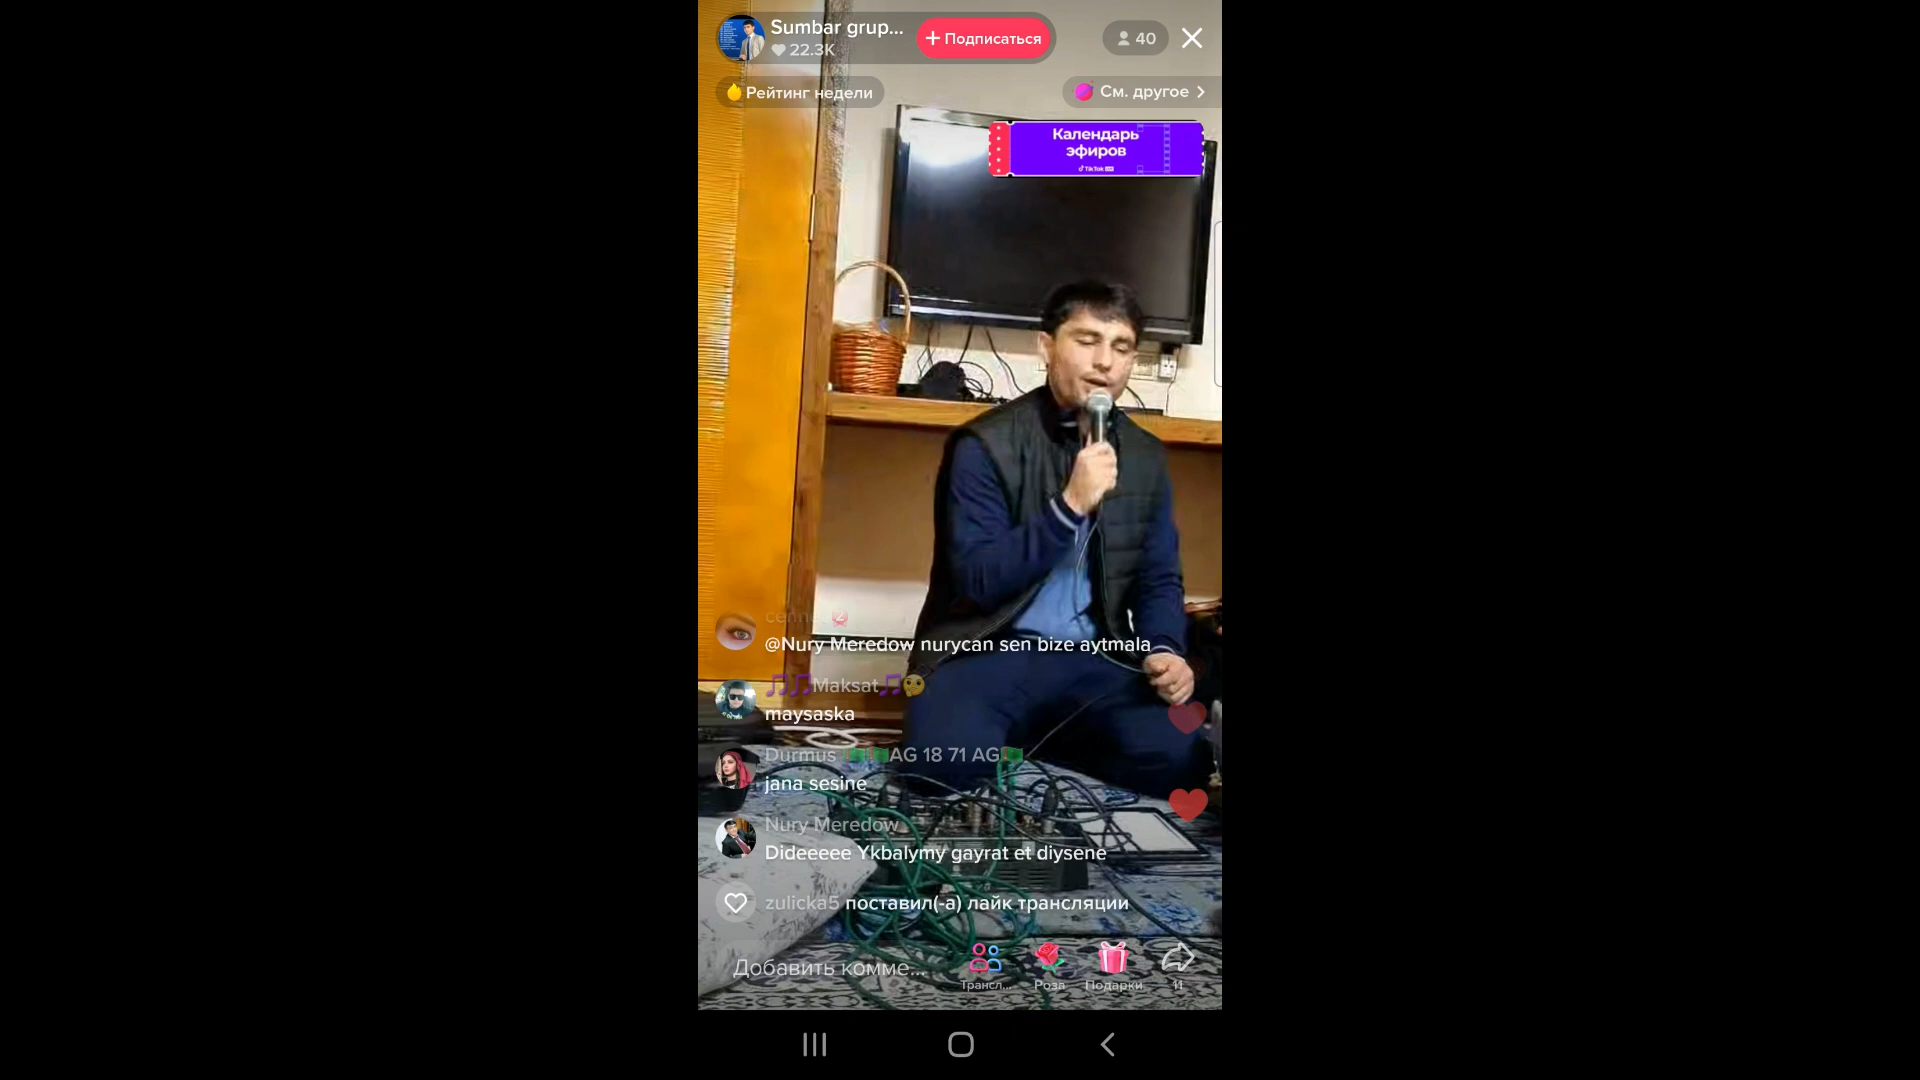 Sumbar grup...
22.3K
+ Подписаться
40
Рейтинг недели
См. другое
Календарь
эфиров
TikTok
@Nury Meredow nurycan sen bize aytmala
Maksat
maysaska
Durmus AG 18 71 AG
jana sesine
Nury Meredow
Dideeeee Ykbalymy gayrat et diysene
zulicka5 поставил(-а) лайк трансляции
Добавить комме...
Трансл...
Роза
Подарки
11